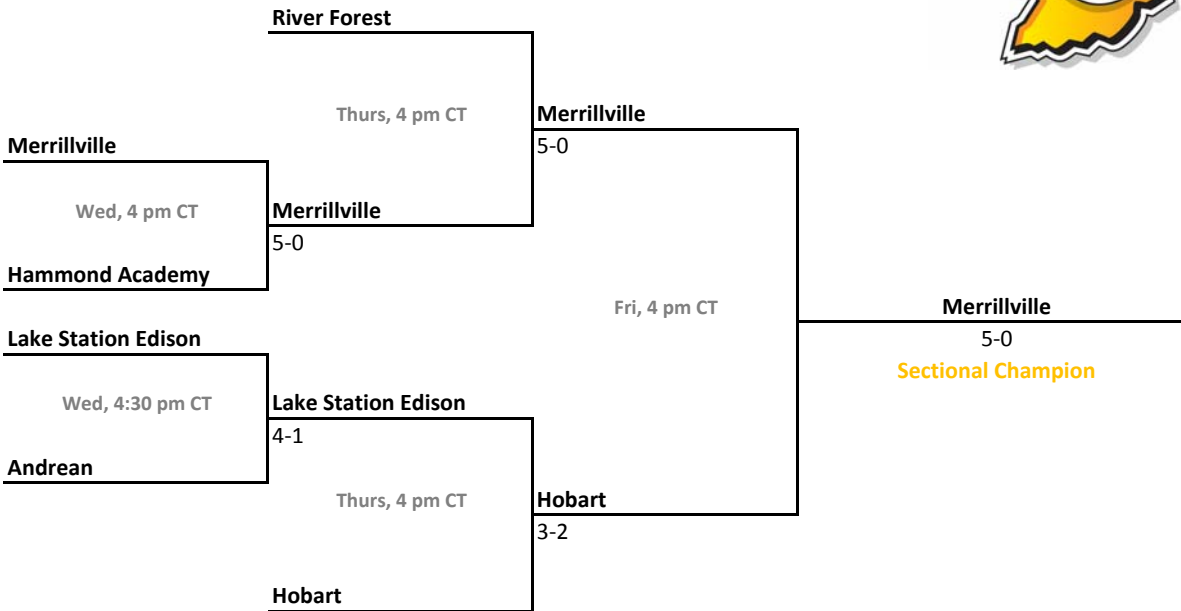 River Forest
Thurs, 4 pm CT
Merrillville
5-0
Merrillville
Wed, 4 pm CT
Merrillville
5-0
Hammond Academy
Fri, 4 pm CT
Merrillville
5-0
Sectional Champion
Lake Station Edison
Wed, 4:30 pm CT
Lake Station Edison
4-1
Andrean
Thurs, 4 pm CT
Hobart
3-2
Hobart